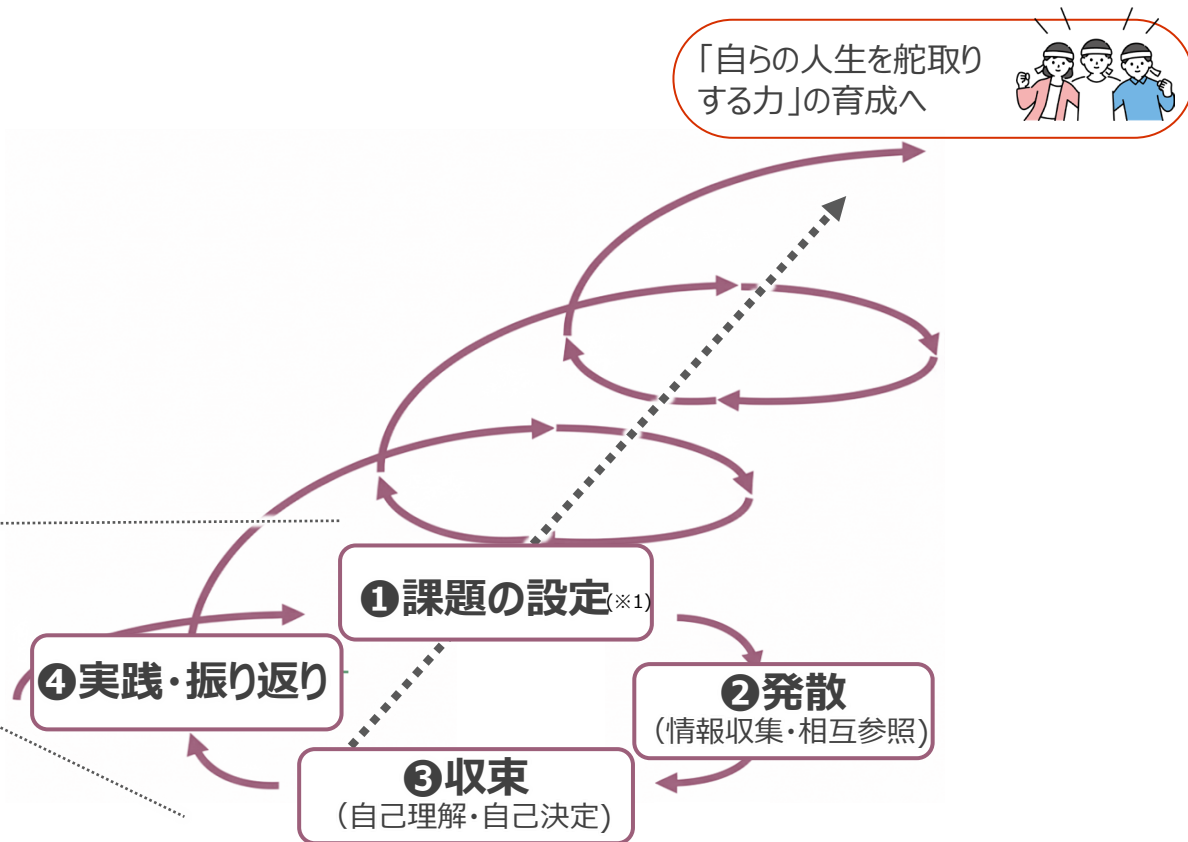 「自らの人生を舵取り
する力」の育成へ
❶課題の設定(※1)
❷発散
（情報収集・相互参照)
❸収束
（自己理解・自己決定)
❹実践・振り返り